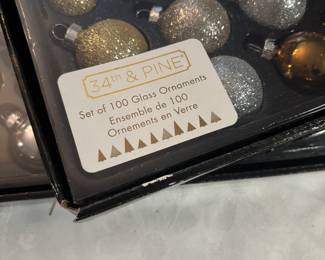 34TH & PINE®
Set of 100 Glass Ornaments
Ensemble de 100
Ornements en Verre